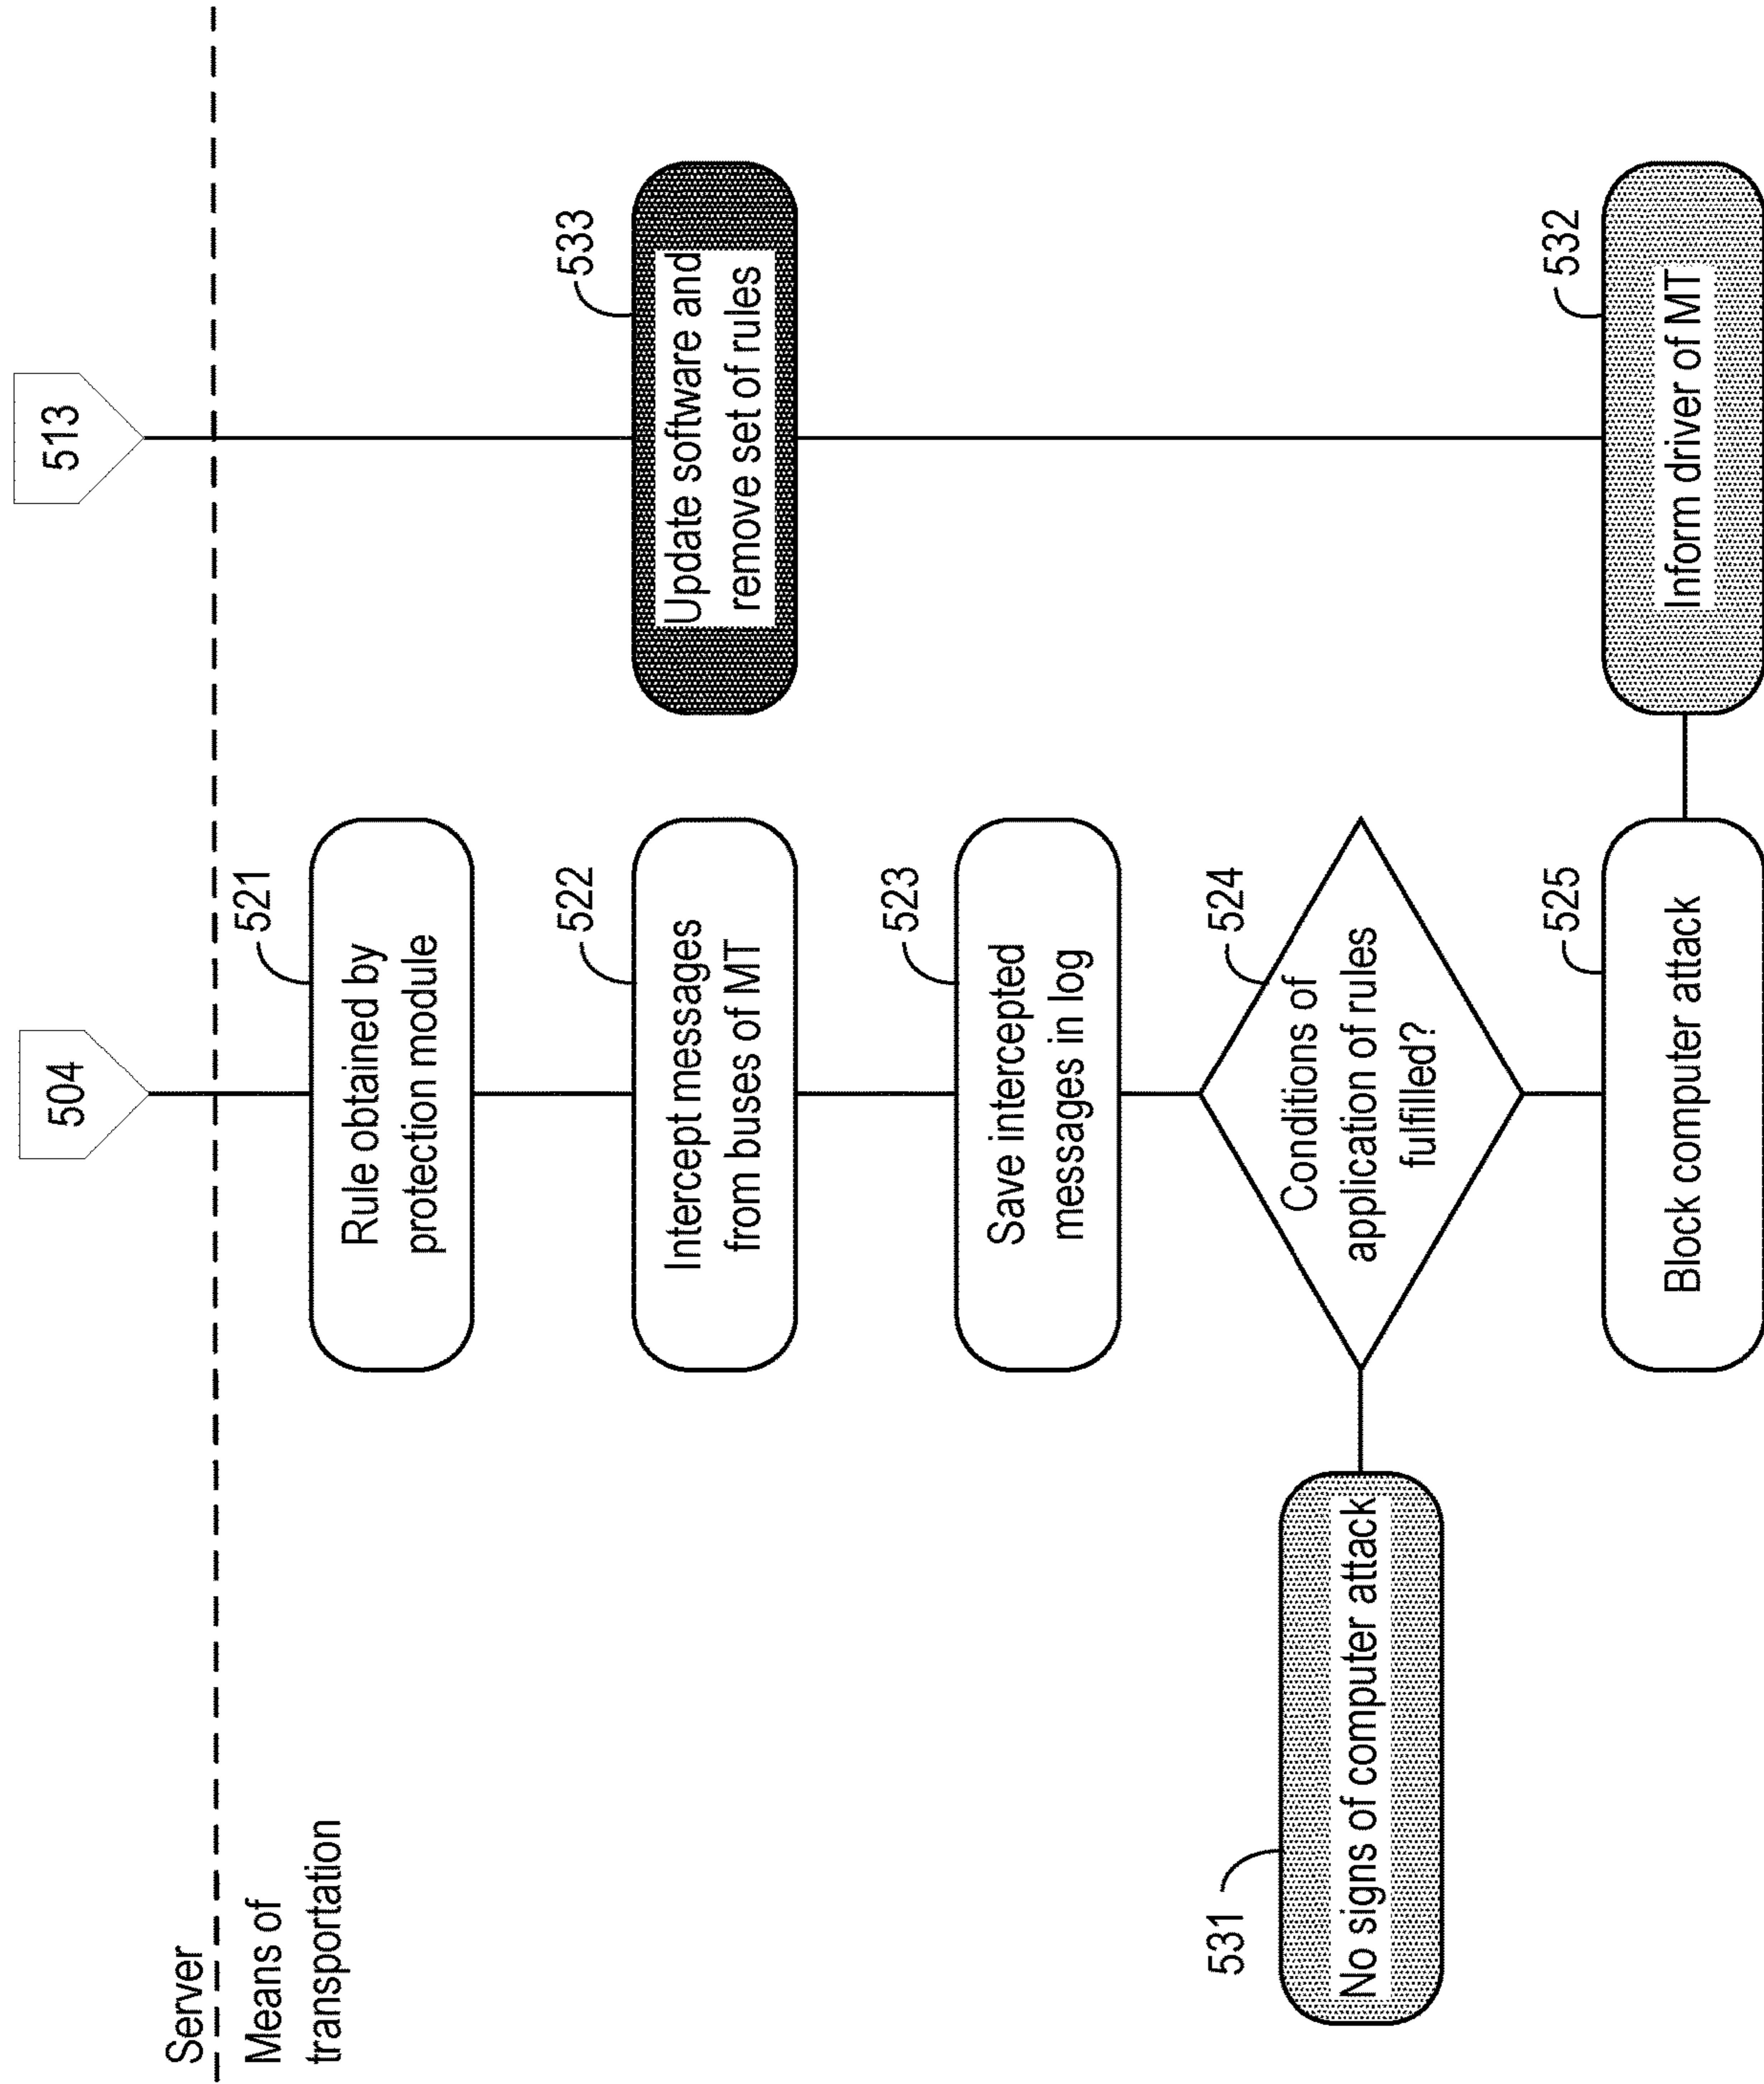 504
513
Server
Means of
transportation
521
Rule obtained by
protection module
522
Intercept messages
from buses of MT
533
Update software and
remove set of rules
523
Save intercepted
messages in log
524
Conditions of
application of rules
fulfilled?
531
No signs of computer attack
525
Block computer attack
532
Inform driver of MT